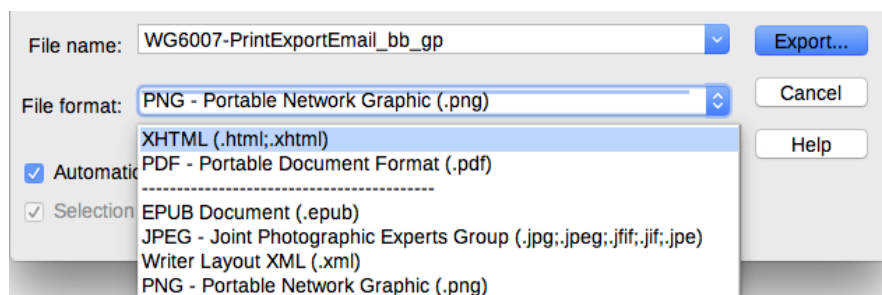 File name: WG6007-PrintExportEmail_bb_gp Export...
File format: PNG - Portable Network Graphic (.png) Cancel
XHTML (.html;.xhtml) Help
Automatic PDF - Portable Document Format (.pdf)
------------------------------------------
Selection EPUB Document (.epub)
JPEG - Joint Photographic Experts Group (.jpg;.jpeg;.jfif;.jif;.jpe)
Writer Layout XML (.xml)
PNG - Portable Network Graphic (.png)